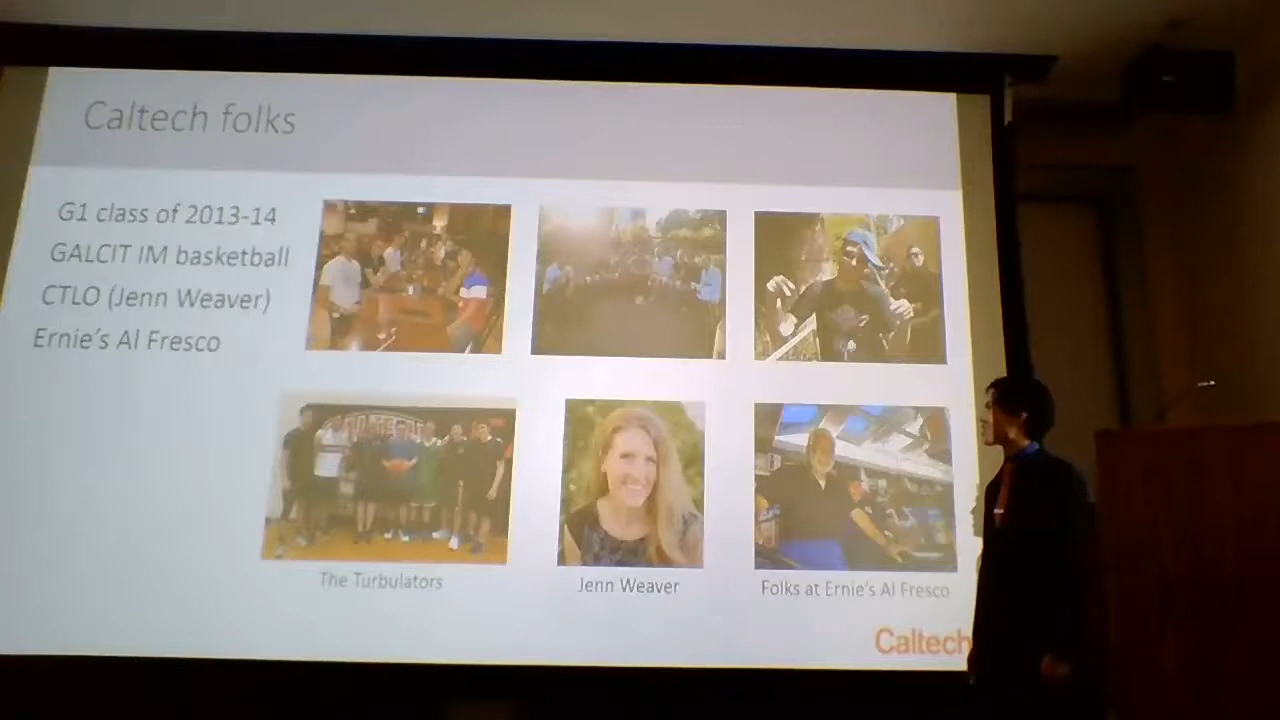 Caltech folks
G1 class of 2013-14
GALCIT IM basketball
CTLO (Jenn Weaver)
Ernie's Al Fresco
CALTECH
The Turbulators
Jenn Weaver
Folks at Ernie's Al Fresco
Caltech